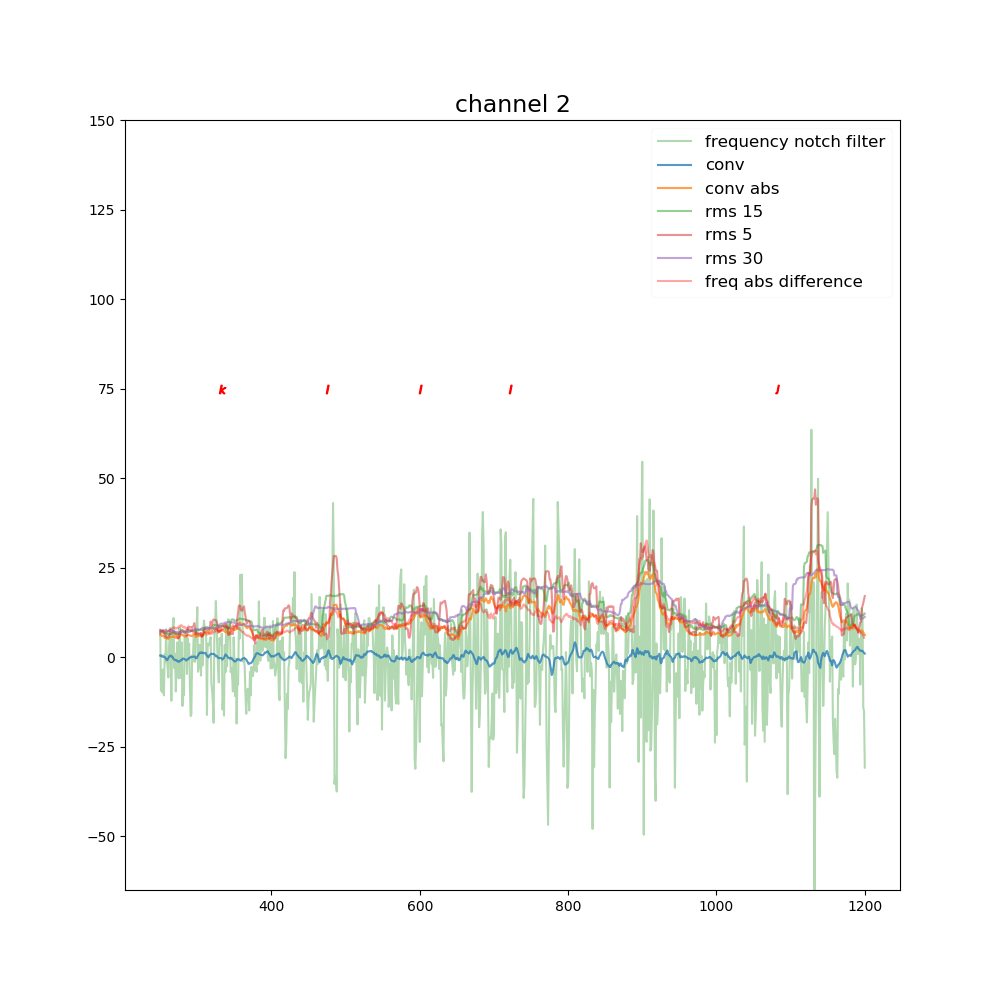 channel 2
150
125
100
75
50
25
0
−25
−50
frequency notch filter
conv
conv abs
rms 15
rms 5
rms 30
freq abs difference
k l l l J
400 600 800 1000 1200